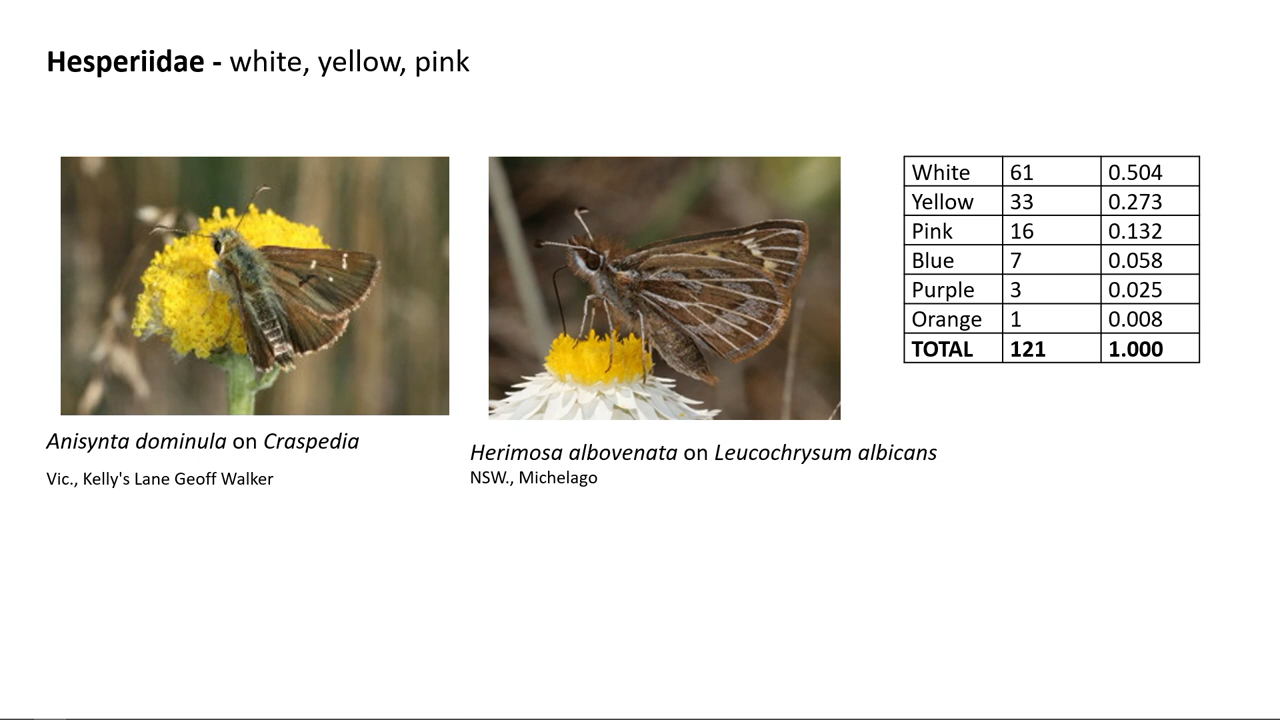 Hesperiidae - white, yellow, pink
White 61 0.504
Yellow 33 0.273
Pink 16 0.132
Blue 7 0.058
Purple 3 0.025
Orange 1 0.008
TOTAL 121 1.000
Anisynta dominula on Craspedia
Vic., Kelly's Lane Geoff Walker
Herimosa albovenata on Leucochrysum albicans
NSW., Michelago